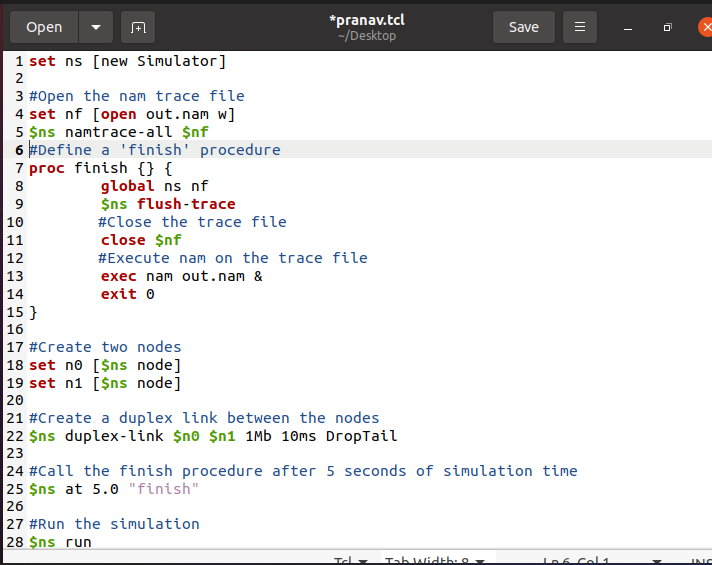 Open
*pranav.tcl
~/Desktop
Save
1 set ns [new Simulator]
2
3 #Open the nam trace file
4 set nf [open out.nam w]
5 $ns namtrace-all $nf
6 #Define a 'finish' procedure
7 proc finish {} {
8         global ns nf
9         $ns flush-trace
10         #Close the trace file
11         close $nf
12         #Execute nam on the trace file
13         exec nam out.nam &
14         exit 0
15 }
16
17 #Create two nodes
18 set n0 [$ns node]
19 set n1 [$ns node]
20
21 #Create a duplex link between the nodes
22 $ns duplex-link $n0 $n1 1Mb 10ms DropTail
23
24 #Call the finish procedure after 5 seconds of simulation time
25 $ns at 5.0 "finish"
26
27 #Run the simulation
28 $ns run
Tcl Tab Width: 8 Ln 6, Col 1 INS